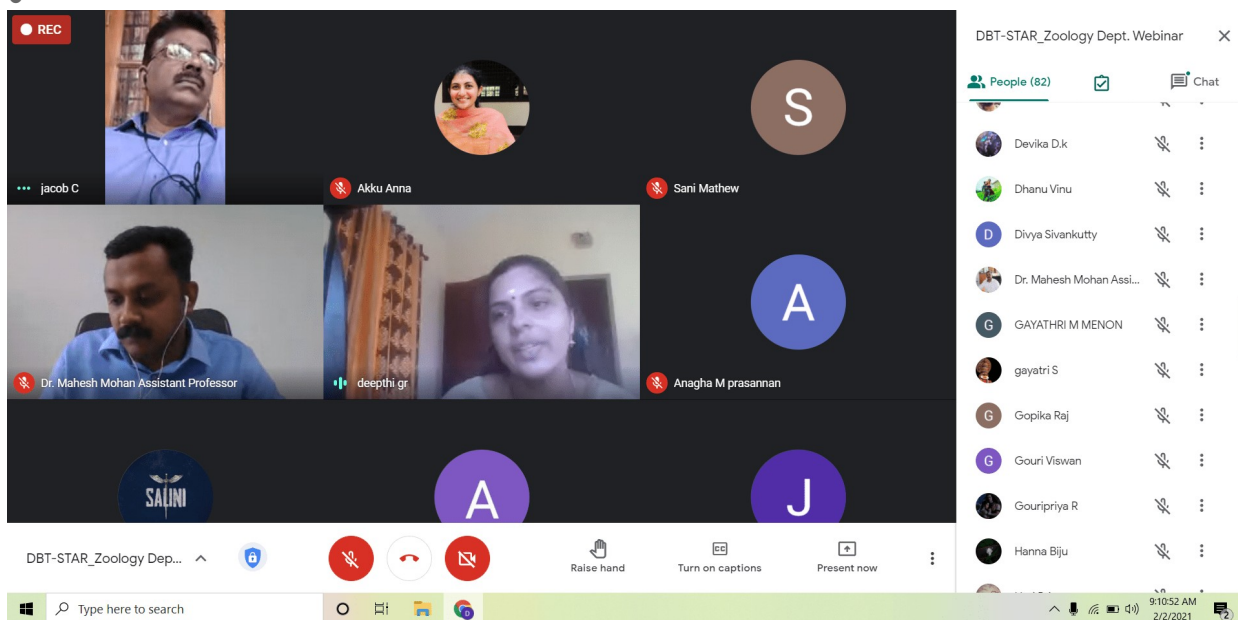 REC
jacob C
Akku Anna
S
Sani Mathew
Dr. Mahesh Mohan Assistant Professor
deepthi gr
A
Anagha M prasannan
SALINI
A
J
DBT-STAR_Zoology Dep...
Raise hand
CC
Turn on captions
Present now
DBT-STAR_Zoology Dept. Webinar
People (82)
Chat
Devika D.k
Dhanu Vinu
D
Divya Sivankutty
Dr. Mahesh Mohan Assi...
G
GAYATHRI M MENON
gayatri S
G
Gopika Raj
G
Gouri Viswan
Gouripriya R
Hanna Biju
Type here to search
9:10:52 AM
2/2/2021
2